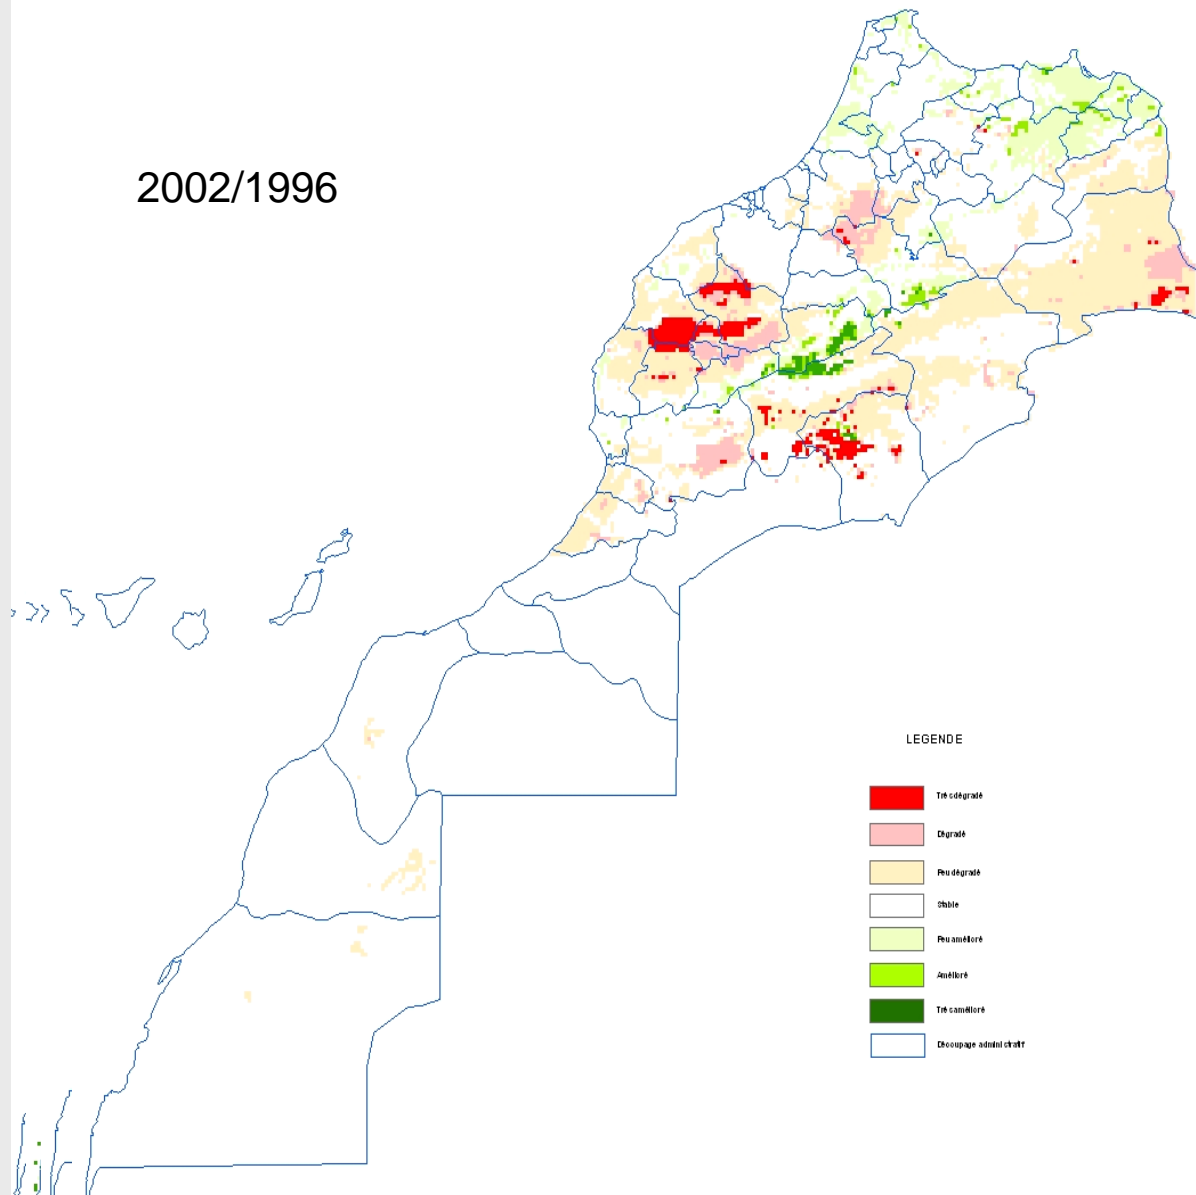 2002/1996
LEGENDE
Très dégradé
Dégradé
Peu dégradé
Stable
Peu amélioré
Amélioré
Très amélioré
Découpage administratif